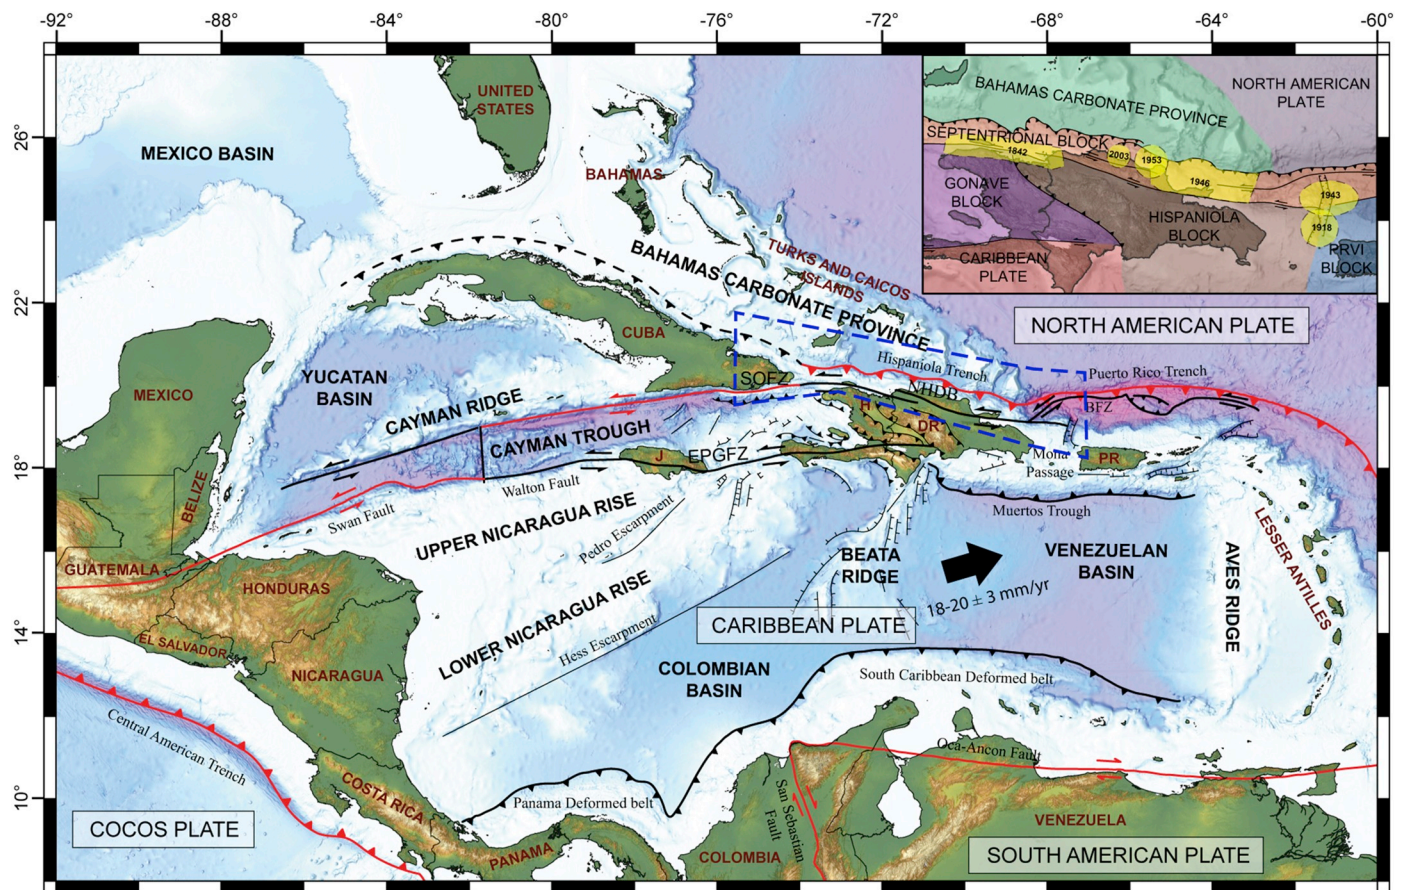 -92°
-88°
-84°
-80°
-76°
-72°
-68°
-64°
-60°
26°
22°
18°
14°
10°
UNITED
STATES
MEXICO BASIN
BAHAMAS
BAHAMAS CARBONATE PROVINCE
NORTH AMERICAN
PLATE
SEPTENTRIONAL BLOCK
1842
2003
1953
1946
1943
1918
GONAVE
BLOCK
HISPANIOLA
BLOCK
CARIBBEAN
PLATE
PRVI
BLOCK
TURKS AND CAICOS
ISLANDS
BAHAMAS CARBONATE PROVINCE
NORTH AMERICAN PLATE
CUBA
YUCATAN
BASIN
MEXICO
CAYMAN RIDGE
SOFZ
Hispaniola Trench
Puerto Rico Trench
NHDB
BFZ
H
DR
CAYMAN TROUGH
J
EPGFZ
Mona
Passage
PR
BELIZE
Walton Fault
Swan Fault
Muertos Trough
UPPER NICARAGUA RISE
Pedro Escarpment
GUATEMALA
HONDURAS
BEATA
RIDGE
VENEZUELAN
BASIN
AVES RIDGE
LESSER ANTILLES
18-20 ± 3 mm/yr
LOWER NICARAGUA RISE
Hess Escarpment
CARIBBEAN PLATE
EL SALVADOR
NICARAGUA
COLOMBIAN
BASIN
South Caribbean Deformed belt
Central American
Trench
Oca-Ancon Fault
COSTA RICA
Panama Deformed belt
San Sebastian
Fault
VENEZUELA
COCOS PLATE
PANAMA
COLOMBIA
SOUTH AMERICAN PLATE